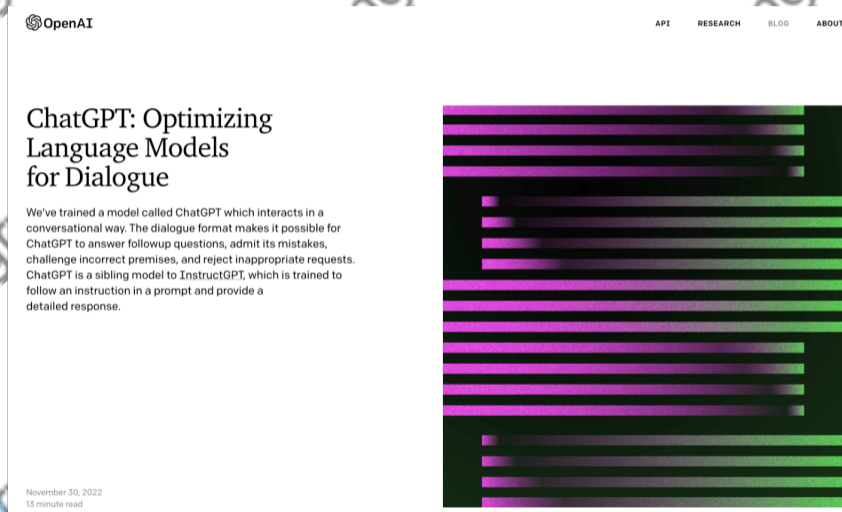 OpenAI
API RESEARCH BLOG ABOUT
ChatGPT: Optimizing
Language Models
for Dialogue
We've trained a model called ChatGPT which interacts in a
conversational way. The dialogue format makes it possible for
ChatGPT to answer followup questions, admit its mistakes,
challenge incorrect premises, and reject inappropriate requests.
ChatGPT is a sibling model to InstructGPT, which is trained to
follow an instruction in a prompt and provide a
detailed response.
November 30, 2022
13 minute read